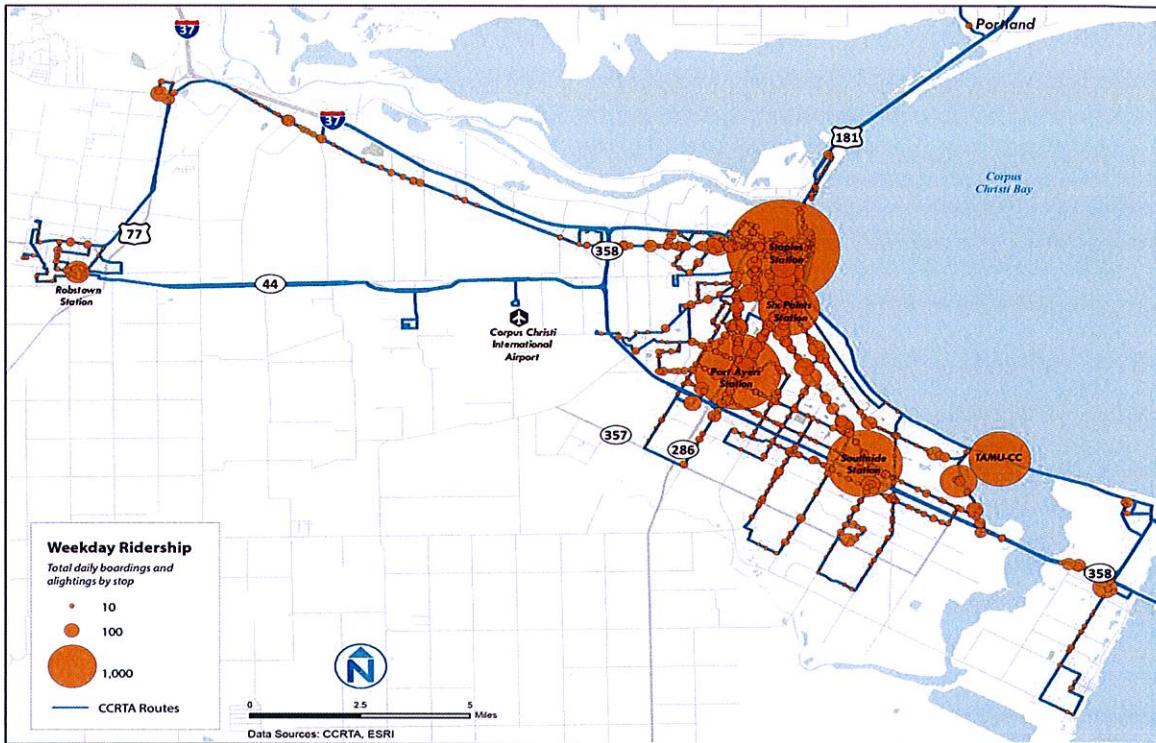 37
Portland
37
181
Corpus
Christi Bay
77
Staples
Station
358
Robstown
Station
44
Six Points
Station
Corpus Christi
International
Airport
Port Ayers
Station
357
286
Southside
Station
TAMU-CC
358
Weekday Ridership
Total daily boardings and
alightings by stop
10
100
1,000
CCRTA Routes
N
0 2.5 5
Miles
Data Sources: CCRTA, ESRI